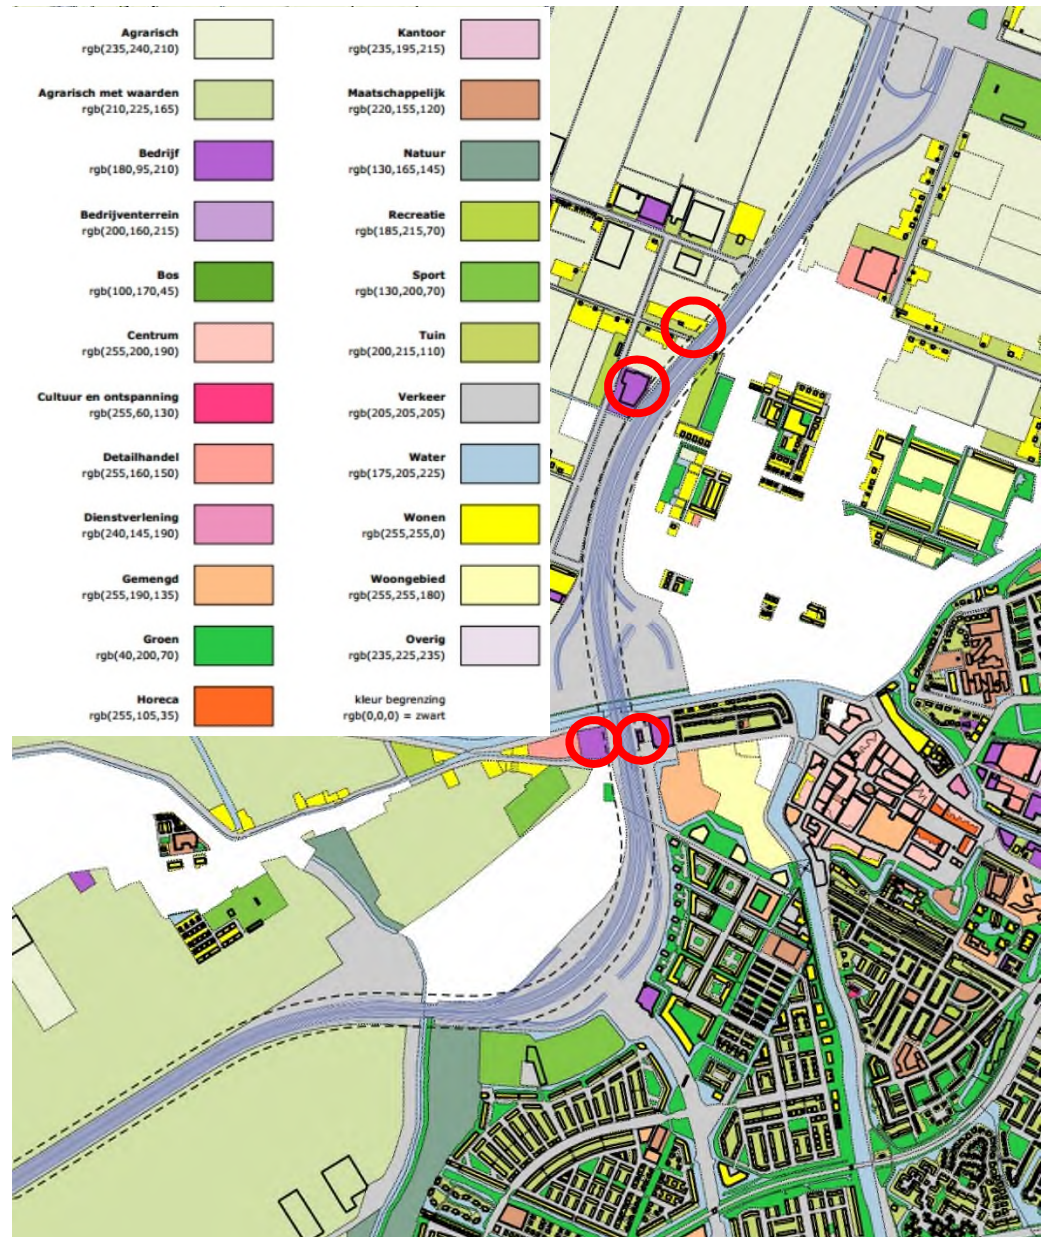 Agrarisch
rgb(235,240,210)
Agrarisch met waarden
rgb(210,225,165)
Bedrijf
rgb(180,95,210)
Bedrijventerrein
rgb(200,160,215)
Bos
rgb(100,170,45)
Centrum
rgb(255,200,190)
Cultuur en ontspanning
rgb(255,60,130)
Detailhandel
rgb(255,160,150)
Dienstverlening
rgb(240,145,190)
Gemengd
rgb(255,190,135)
Groen
rgb(40,200,70)
Horeca
rgb(255,105,35)
Kantoor
rgb(235,195,215)
Maatschappelijk
rgb(220,155,120)
Natuur
rgb(130,165,145)
Recreatie
rgb(185,215,70)
Sport
rgb(130,200,70)
Tuin
rgb(200,215,110)
Verkeer
rgb(205,205,205)
Water
rgb(175,205,225)
Wonen
rgb(255,255,0)
Woongebied
rgb(255,255,180)
Overig
rgb(235,225,235)
kleur begrenzing
rgb(0,0,0) = zwart